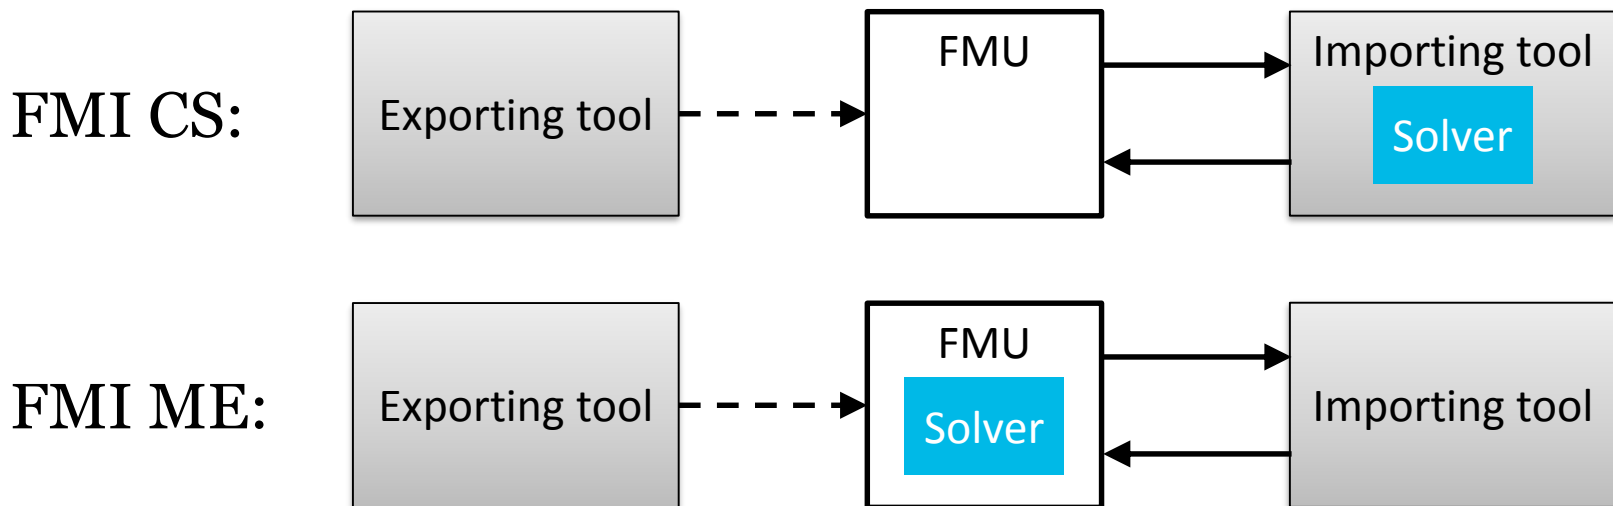 FMI CS:
Exporting tool
FMU
Importing tool
Solver
FMI ME:
Exporting tool
FMU
Solver
Importing tool